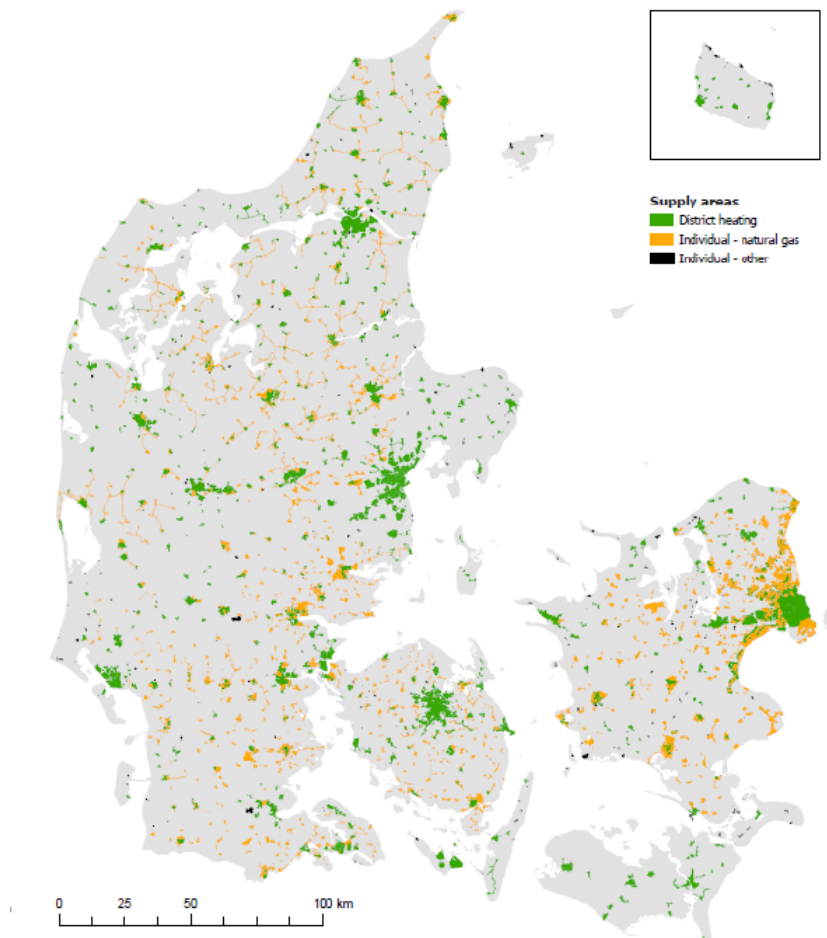 Supply areas
District heating
Individual - natural gas
Individual - other
0 25 50 100 km